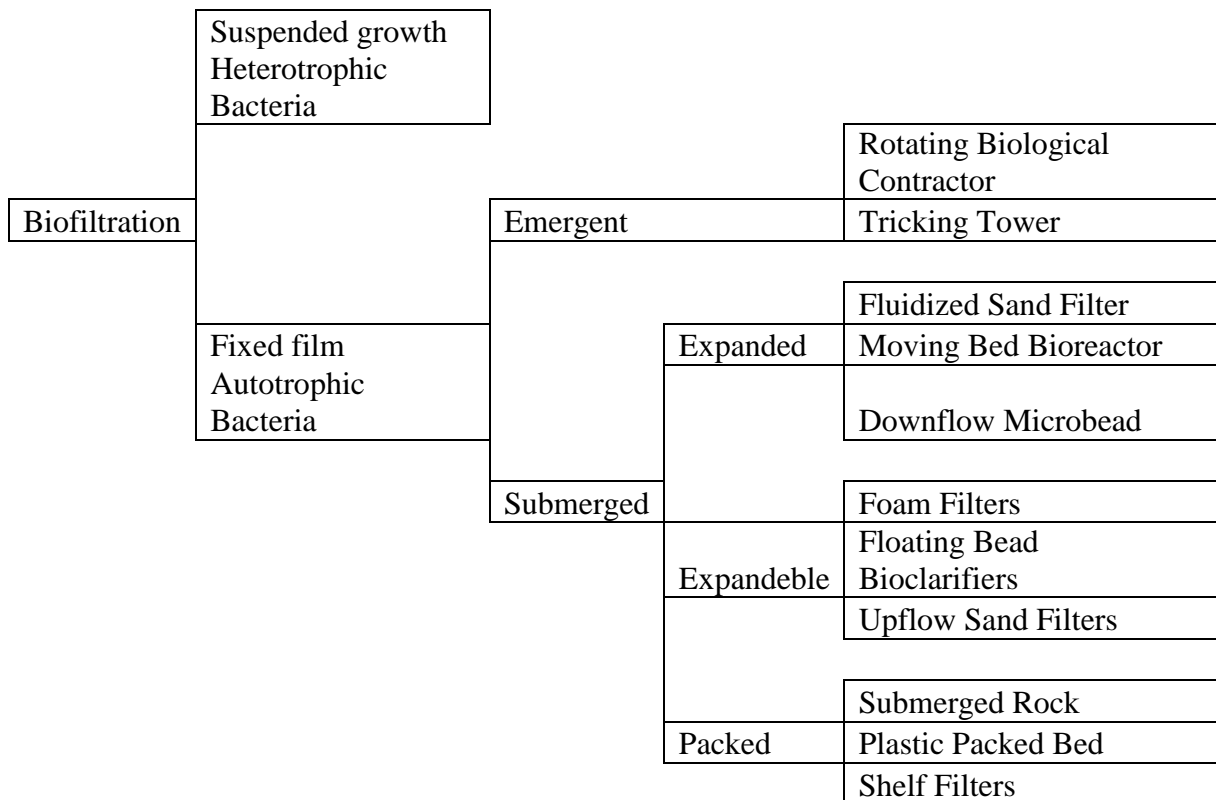 Suspended growth
Heterotrophic
Bacteria
Rotating Biological
Contractor
Biofiltration
Emergent
Tricking Tower
Fluidized Sand Filter
Fixed film
Autotrophic
Bacteria
Expanded
Moving Bed Bioreactor
Downflow Microbead
Submerged
Foam Filters
Expandeble
Floating Bead
Bioclarifiers
Upflow Sand Filters
Submerged Rock
Packed
Plastic Packed Bed
Shelf Filters